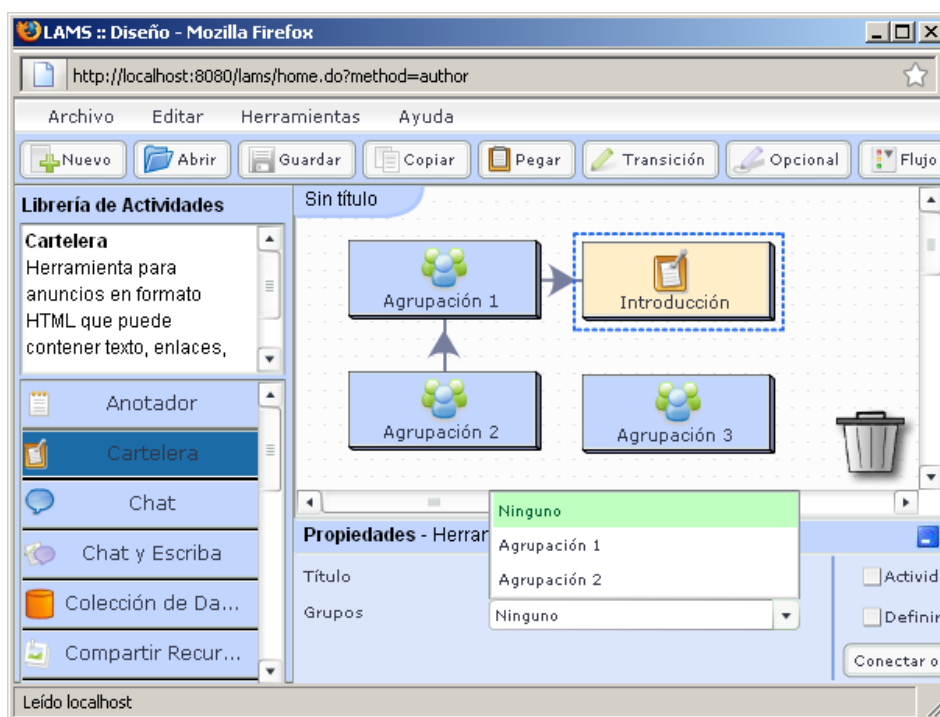 LAMS :: Diseño - Mozilla Firefox
http://localhost:8080/lams/home.do?method=author
Archivo Editar Herramientas Ayuda
Nuevo Abrir Guardar Copiar Pegar Transición Opcional Flujo
Librería de Actividades
Cartelera
Herramienta para
anuncios en formato
HTML que puede
contener texto, enlaces,
Anotador
Cartelera
Chat
Chat y Escriba
Colección de Da...
Compartir Recur...
Sin título
Agrupación 1
Introducción
Agrupación 2
Agrupación 3
Propiedades - Herrar
Ninguno
Agrupación 1
Agrupación 2
Título
Grupos
Ninguno
Activid
Definir
Conectar o
Leído localhost